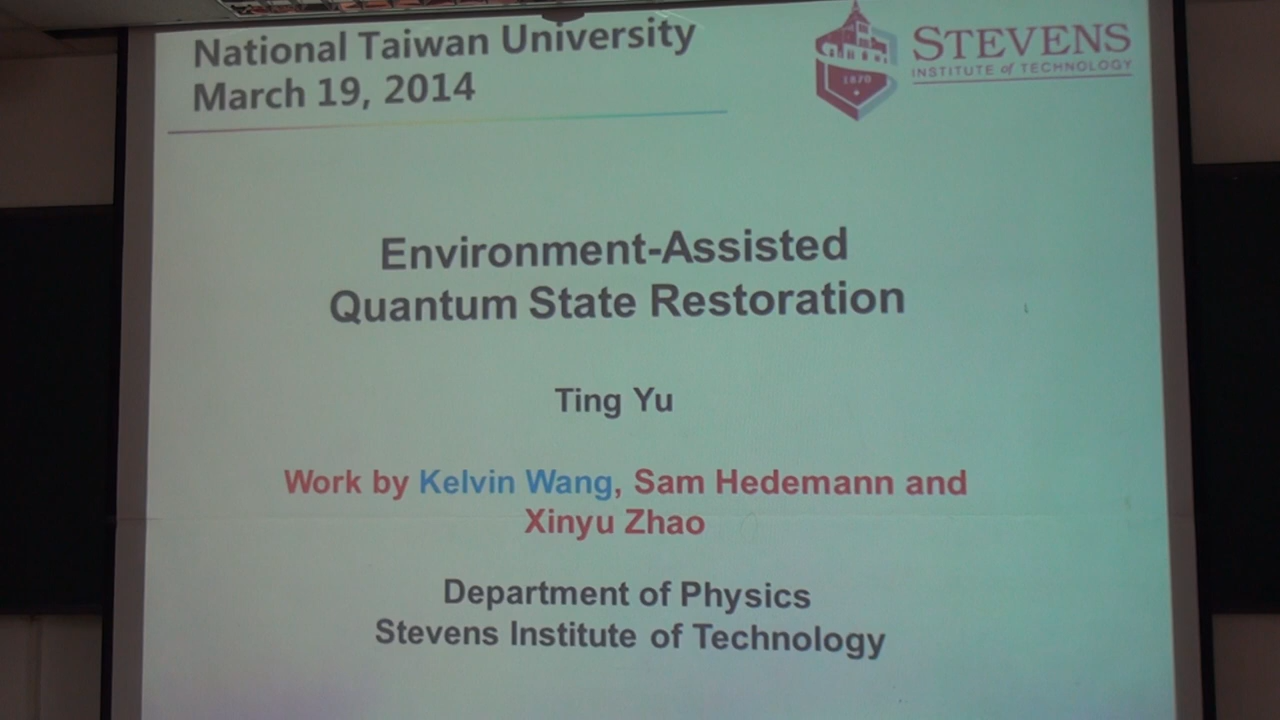 National Taiwan University
March 19, 2014
STEVENS
INSTITUTE of TECHNOLOGY
1870
Environment-Assisted
Quantum State Restoration
Ting Yu
Work by Kelvin Wang, Sam Hedemann and
Xinyu Zhao
Department of Physics
Stevens Institute of Technology